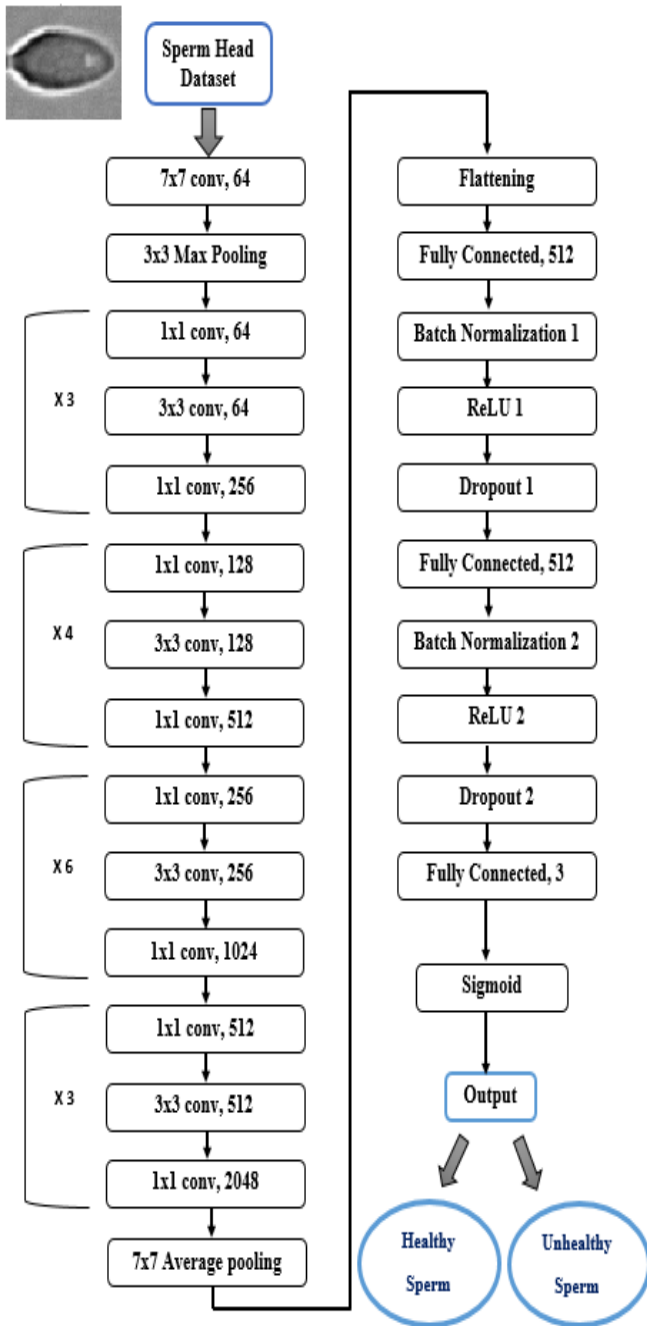 Sperm Head
Dataset
7x7 conv, 64
3x3 Max Pooling
X 3
1x1 conv, 64
3x3 conv, 64
1x1 conv, 256
X 4
1x1 conv, 128
3x3 conv, 128
1x1 conv, 512
X 6
1x1 conv, 256
3x3 conv, 256
1x1 conv, 1024
X 3
1x1 conv, 512
3x3 conv, 512
1x1 conv, 2048
7x7 Average pooling
Flattening
Fully Connected, 512
Batch Normalization 1
ReLU 1
Dropout 1
Fully Connected, 512
Batch Normalization 2
ReLU 2
Dropout 2
Fully Connected, 3
Sigmoid
Output
Healthy
Sperm
Unhealthy
Sperm